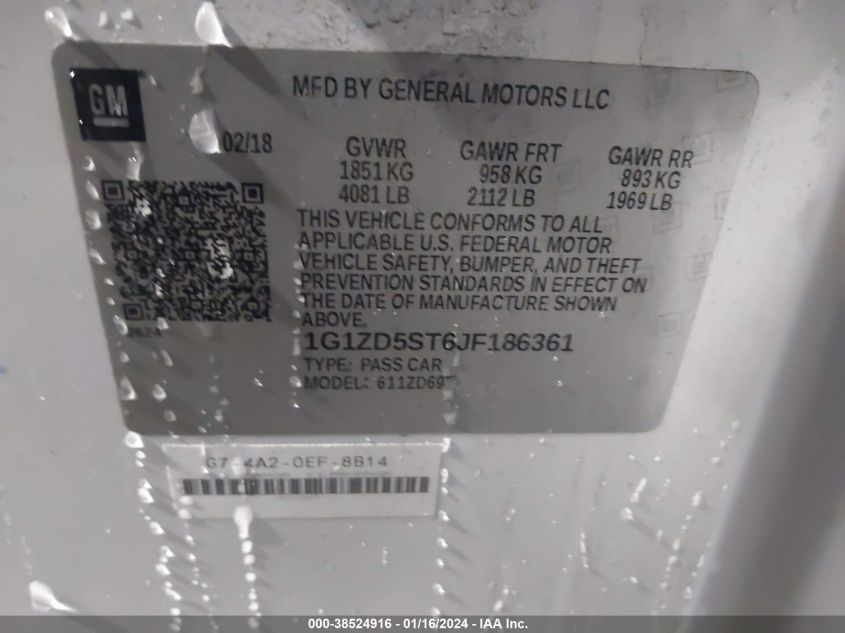 GM
MFD BY GENERAL MOTORS LLC
02/18
GVWR
1851 KG
4081 LB
GAWR FRT
958 KG
2112 LB
GAWR RR
893 KG
1969 LB
THIS VEHICLE CONFORMS TO ALL
APPLICABLE U.S. FEDERAL MOTOR
VEHICLE SAFETY, BUMPER, AND THEFT
PREVENTION STANDARDS IN EFFECT ON
THE DATE OF MANUFACTURE SHOWN
ABOVE.
1G1ZD5ST6JF186361
TYPE: PASS CAR
MODEL:
G7-4A2-0EF-8B14
000-38524916 - 01/16/2024 - IAA Inc.